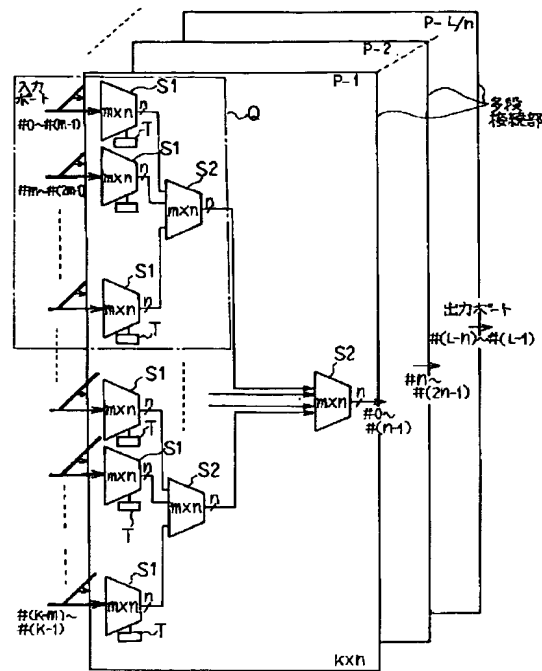 P-L/n
P-2
P-1
多段
接続部
入力
ポート
#0~#(m-1)
S1
m×n
n
T
Q
#m~#(2m-1)
S1
m×n
n
S2
m×n
n
S1
m×n
n
T
出力ポート
#(L-n)~#(L-1)
#n~
#(2n-1)
S2
m×n
n
#0~
#(n-1)
S1
m×n
n
T
S1
m×n
n
T
S2
m×n
n
S1
m×n
n
T
#(k-m)~
#(k-1)
k×n